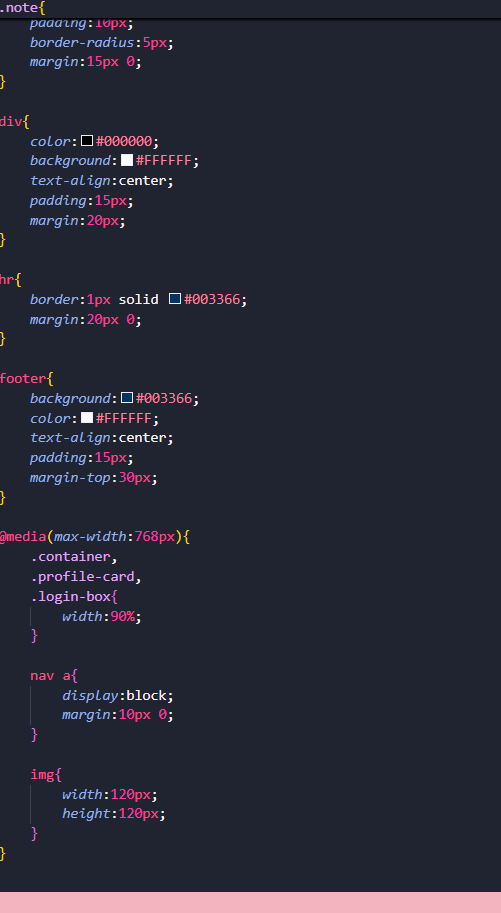 .note{
padding:10px;
border-radius:5px;
margin:15px 0;
}
div{
color:#000000;
background:#FFFFFF;
text-align:center;
padding:15px;
margin:20px;
}
hr{
border:1px solid #003366;
margin:20px 0;
}
footer{
background:#003366;
color:#FFFFFF;
text-align:center;
padding:15px;
margin-top:30px;
}
@media(max-width:768px){
.container,
.profile-card,
.login-box{
width:90%;
}
nav a{
display:block;
margin:10px 0;
}
img{
width:120px;
height:120px;
}
}